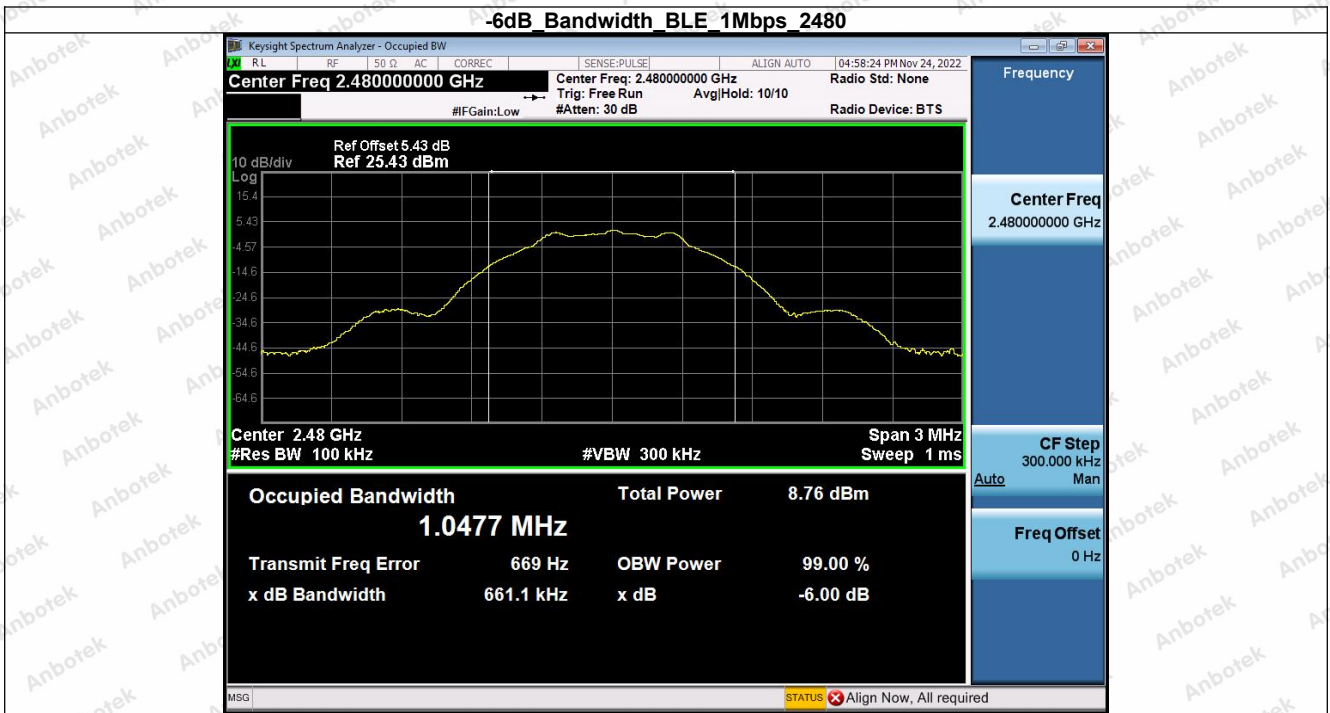 -6dB_Bandwidth_BLE_1Mbps_2480
Keysight Spectrum Analyzer - Occupied BW
LXI RL RF 50 Ω AC CORREC SENSE:PULSE ALIGN AUTO 04:58:24 PM Nov 24, 2022
Center Freq 2.480000000 GHz Center Freq: 2.480000000 GHz Radio Std: None
Trig: Free Run Avg|Hold: 10/10
#IFGain:Low #Atten: 30 dB Radio Device: BTS
Frequency
Ref Offset 5.43 dB
10 dB/div Ref 25.43 dBm
Log
15.4
5.43
-4.57
-14.6
-24.6
-34.6
-44.6
-54.6
-64.6
Center 2.48 GHz Span 3 MHz
#Res BW 100 kHz #VBW 300 kHz Sweep 1 ms
Occupied Bandwidth Total Power 8.76 dBm
1.0477 MHz
Transmit Freq Error 669 Hz OBW Power 99.00 %
x dB Bandwidth 661.1 kHz x dB -6.00 dB
Center Freq
2.480000000 GHz
CF Step
300.000 kHz
Auto Man
Freq Offset
0 Hz
MSG STATUS Align Now, All required
Anbotek